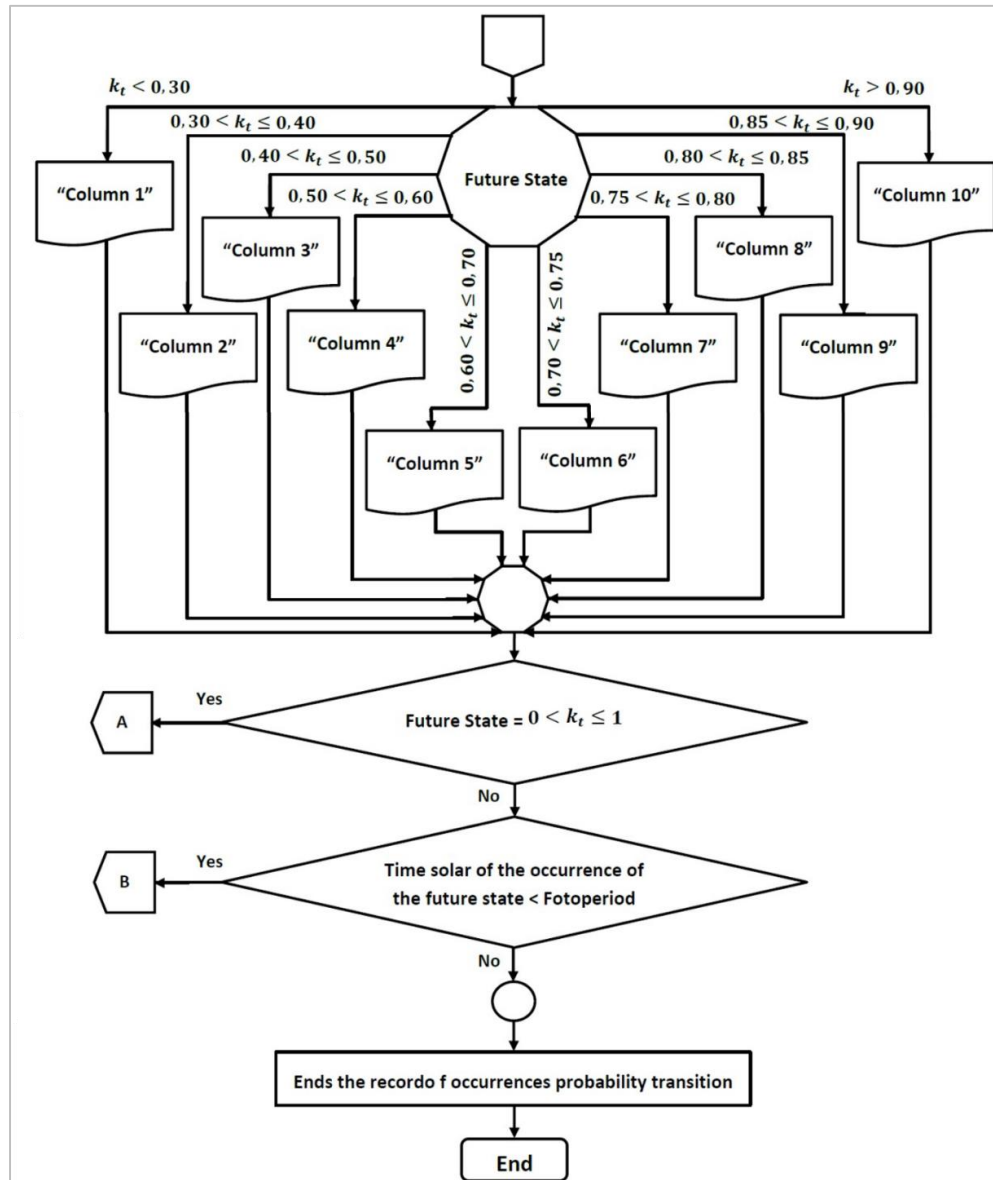 k_t < 0,30
k_t > 0,90
0,30 < k_t ≤ 0,40
0,85 < k_t ≤ 0,90
0,40 < k_t ≤ 0,50
0,80 < k_t ≤ 0,85
Future State
0,50 < k_t ≤ 0,60
0,75 < k_t ≤ 0,80
“Column 1”
“Column 10”
“Column 3”
“Column 8”
0,60 < k_t ≤ 0,70
0,70 < k_t ≤ 0,75
“Column 2”
“Column 4”
“Column 7”
“Column 9”
“Column 5”
“Column 6”
Yes
A
Future State = 0 < k_t ≤ 1
No
Yes
B
Time solar of the occurrence of
the future state < Fotoperiod
No
Ends the recordo f occurrences probability transition
End